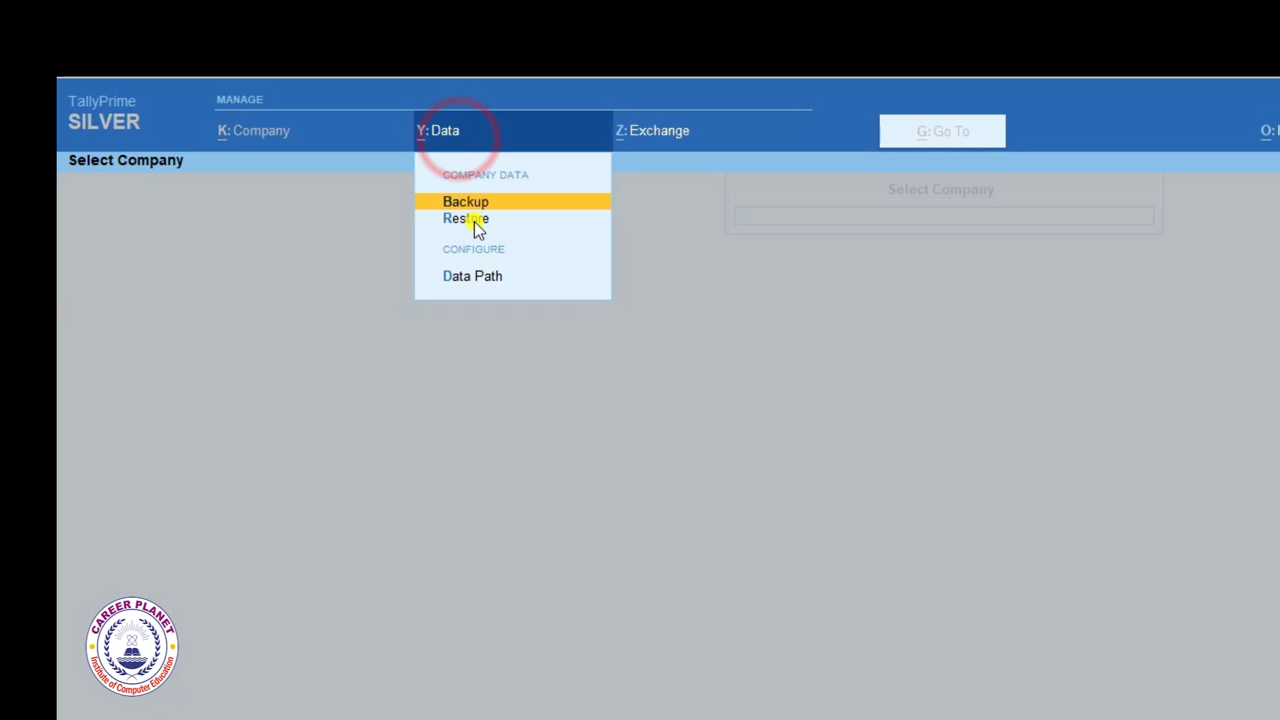 TallyPrime
SILVER
MANAGE
K: Company
Y: Data
Z: Exchange
G: Go To
O:
Select Company
COMPANY DATA
Backup
Restore
CONFIGURE
Data Path
Select Company
CAREER PLANET
Institute of Computer Education